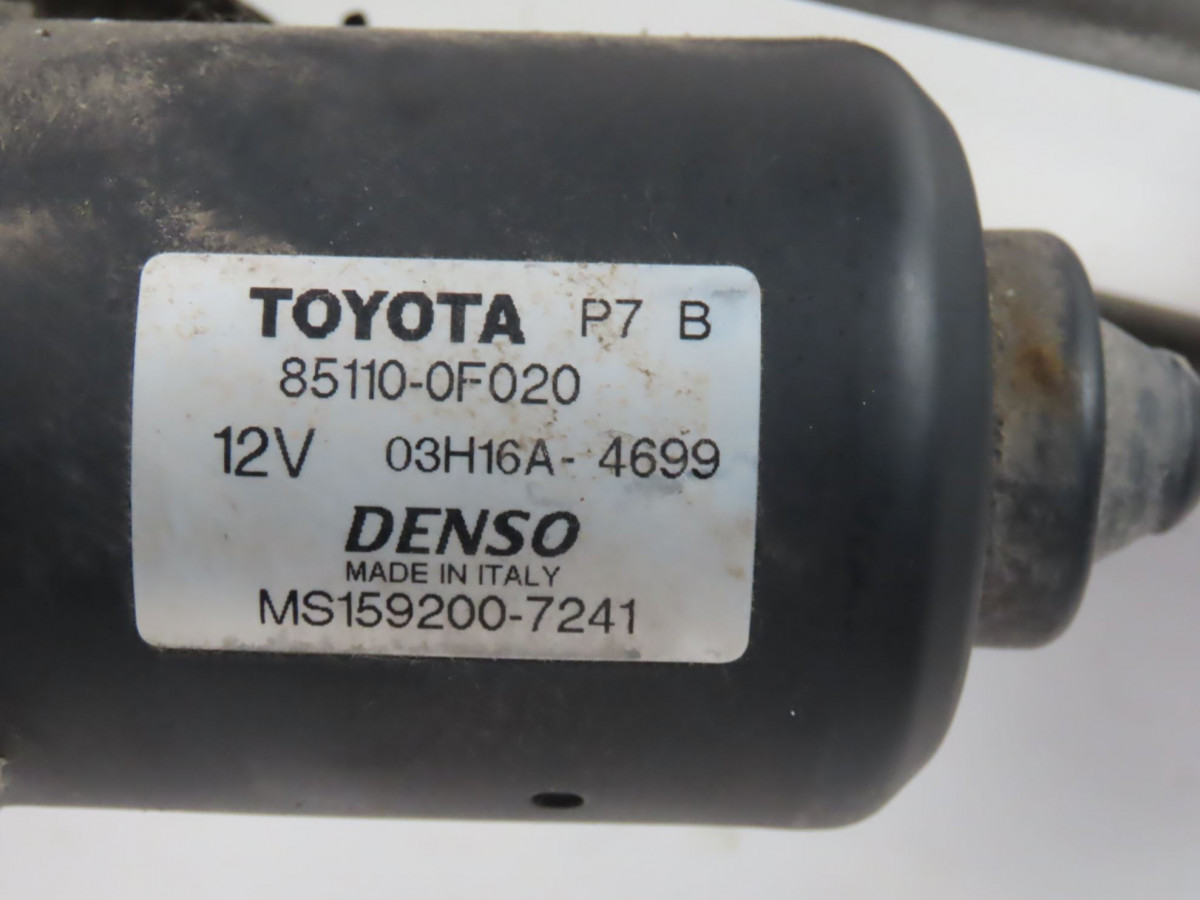 TOYOTA P7 B
85110-0F020
12V 03H16A- 4699
DENSO
MADE IN ITALY
MS159200-7241